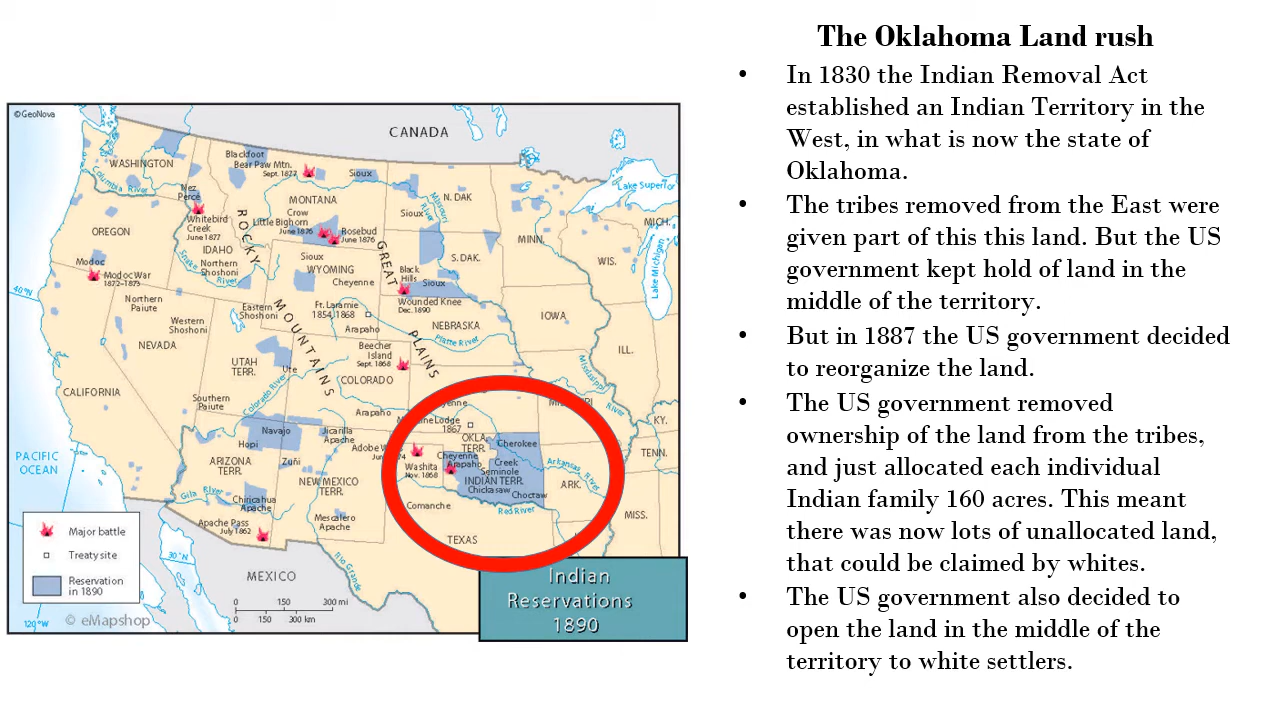 The Oklahoma Land rush
• In 1830 the Indian Removal Act
established an Indian Territory in the
West, in what is now the state of
Oklahoma.
• The tribes removed from the East were
given part of this this land. But the US
government kept hold of land in the
middle of the territory.
• But in 1887 the US government decided
to reorganize the land.
• The US government removed
ownership of the land from the tribes,
and just allocated each individual
Indian family 160 acres. This meant
there was now lots of unallocated land,
that could be claimed by whites.
• The US government also decided to
open the land in the middle of the
territory to white settlers.
©GeoNova
CANADA
WASHINGTON
Columbia River
Nez
Perce
Blackfoot
Bear Paw Mtn.
Sept. 1877
Sioux
Lake Superior
MONTANA
Crow
Little Bighorn
June 1876
Rosebud
June 1876
Sioux
Missouri
River
N. DAK.
MICH.
Whitebird
Creek
June 1877
OREGON
IDAHO
Northern
Shoshoni
Snake
River
ROCKY
MOUNTAINS
GREAT
PLAINS
MINN.
WIS.
Lake Michigan
Modoc
Modoc War
1872–1873
Sioux
WYOMING
Cheyenne
Black
Hills
S. DAK.
Sioux
Wounded Knee
Dec. 1890
40°N
Northern
Paiute
Western
Shoshoni
Eastern
Shoshoni
Ft. Laramie
1854, 1868
Arapaho
NEBRASKA
Platte River
IOWA
NEVADA
Beecher
Island
Sept. 1868
ILL.
UTAH
TERR.
Ute
COLORADO
Mississippi
River
CALIFORNIA
Southern
Paiute
Colorado River
Arapaho
KY.
1867
Navajo
Hopi
Jicarilla
Apache
OKLA.
TERR.
Cherokee
TENN.
PACIFIC
OCEAN
ARIZONA
TERR.
Zuñi
Washita
Nov. 1868
Cheyenne
Arapaho
Creek
Seminole
INDIAN TERR.
Chickasaw
Choctaw
Arkansas River
ARK.
NEW MEXICO
TERR.
Gila River
Chiricahua
Apache
Comanche
Red River
MISS.
Apache Pass
July 1862
Mescalero
Apache
TEXAS
Rio Grande
30°N
MEXICO
Major battle
Treaty site
Reservation
in 1890
0 150 300 mi
0 150 300 km
120°W
© eMapshop
Indian
Reservations
1890